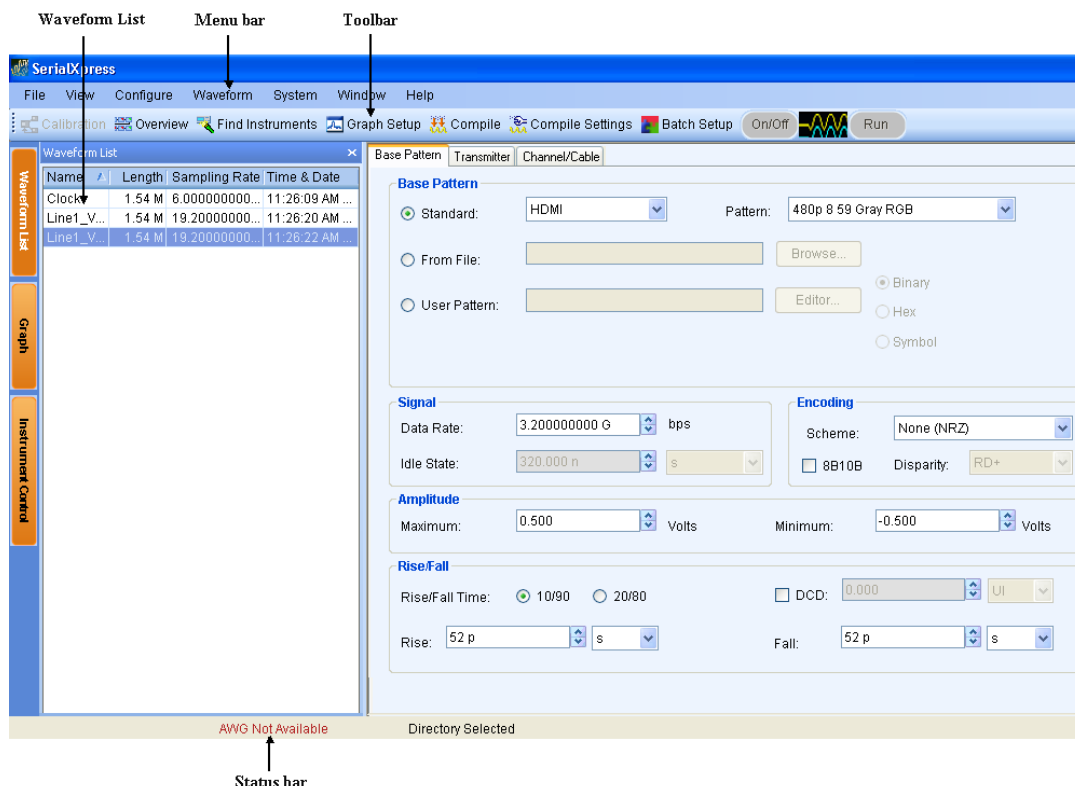 Waveform List Menu bar Toolbar
SerialXpress
File View Configure Waveform System Window Help
Calibration Overview Find Instruments Graph Setup Compile Compile Settings Batch Setup On/Off Run
Waveform List
Graph
Instrument Control
Waveform List ×
Name Length Sampling Rate Time & Date
Clock 1.54 M 6.000000000... 11:26:09 AM ...
Line1_V... 1.54 M 19.20000000... 11:26:20 AM ...
Line1_V... 1.54 M 19.20000000... 11:26:22 AM ...
Base Pattern Transmitter Channel/Cable
Base Pattern
Standard: HDMI Pattern: 480p 8 59 Gray RGB
From File: Browse...
User Pattern: Editor...
Binary
Hex
Symbol
Signal
Data Rate: 3.200000000 G bps
Idle State: 320.000 n s
Encoding
Scheme: None (NRZ)
8B10B Disparity: RD+
Amplitude
Maximum: 0.500 Volts Minimum: -0.500 Volts
Rise/Fall
Rise/Fall Time: 10/90 20/80 DCD: 0.000 UI
Rise: 52 p s Fall: 52 p s
AWG Not Available Directory Selected
Status bar